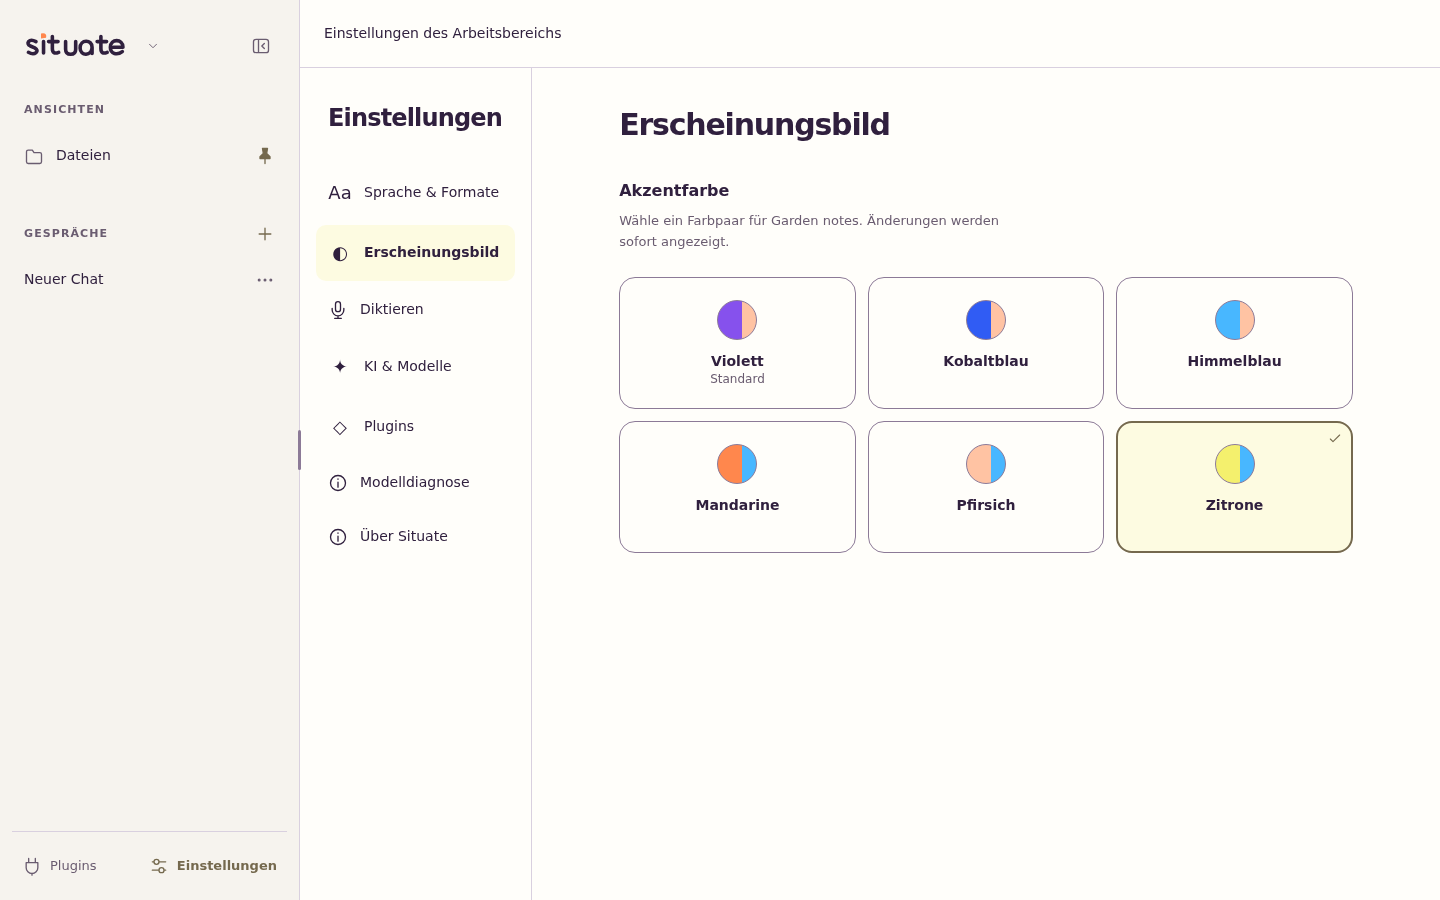 situate
ANSICHTEN
Dateien
GESPRÄCHE
Neuer Chat
Plugins
Einstellungen
Einstellungen des Arbeitsbereichs
Einstellungen
Aa Sprache & Formate
Erscheinungsbild
Diktieren
KI & Modelle
Plugins
Modelldiagnose
Über Situate
Erscheinungsbild
Akzentfarbe
Wähle ein Farbpaar für Garden notes. Änderungen werden
sofort angezeigt.
Violett
Standard
Kobaltblau
Himmelblau
Mandarine
Pfirsich
Zitrone